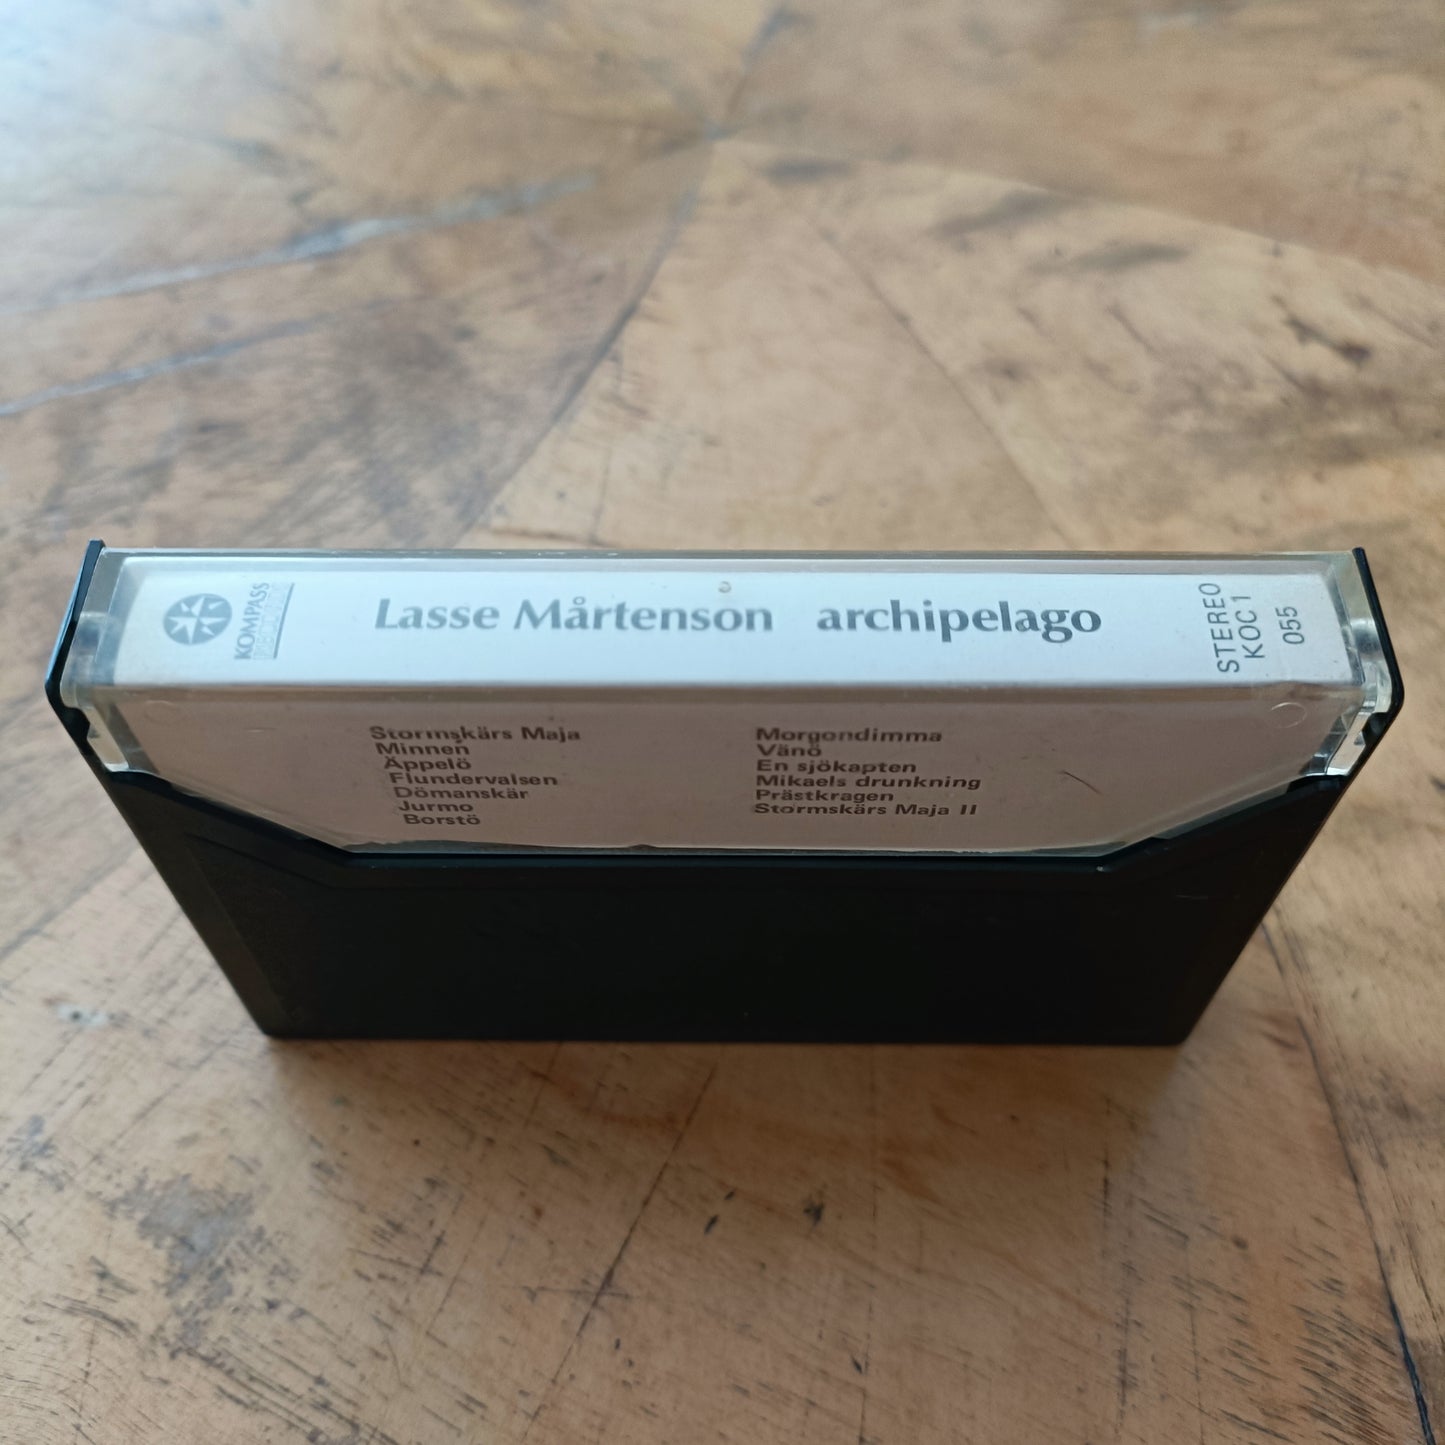 KOMPASS
RECORDS
Lasse Mårtenson archipelago
STEREO
KOC 1
055
Stormskärs Maja
Minnen
Äppelö
Flundervalsen
Dömanskär
Jurmo
Borstö
Morgondimma
Vänö
En sjökapten
Mikaels drunkning
Prästkragen
Stormskärs Maja II